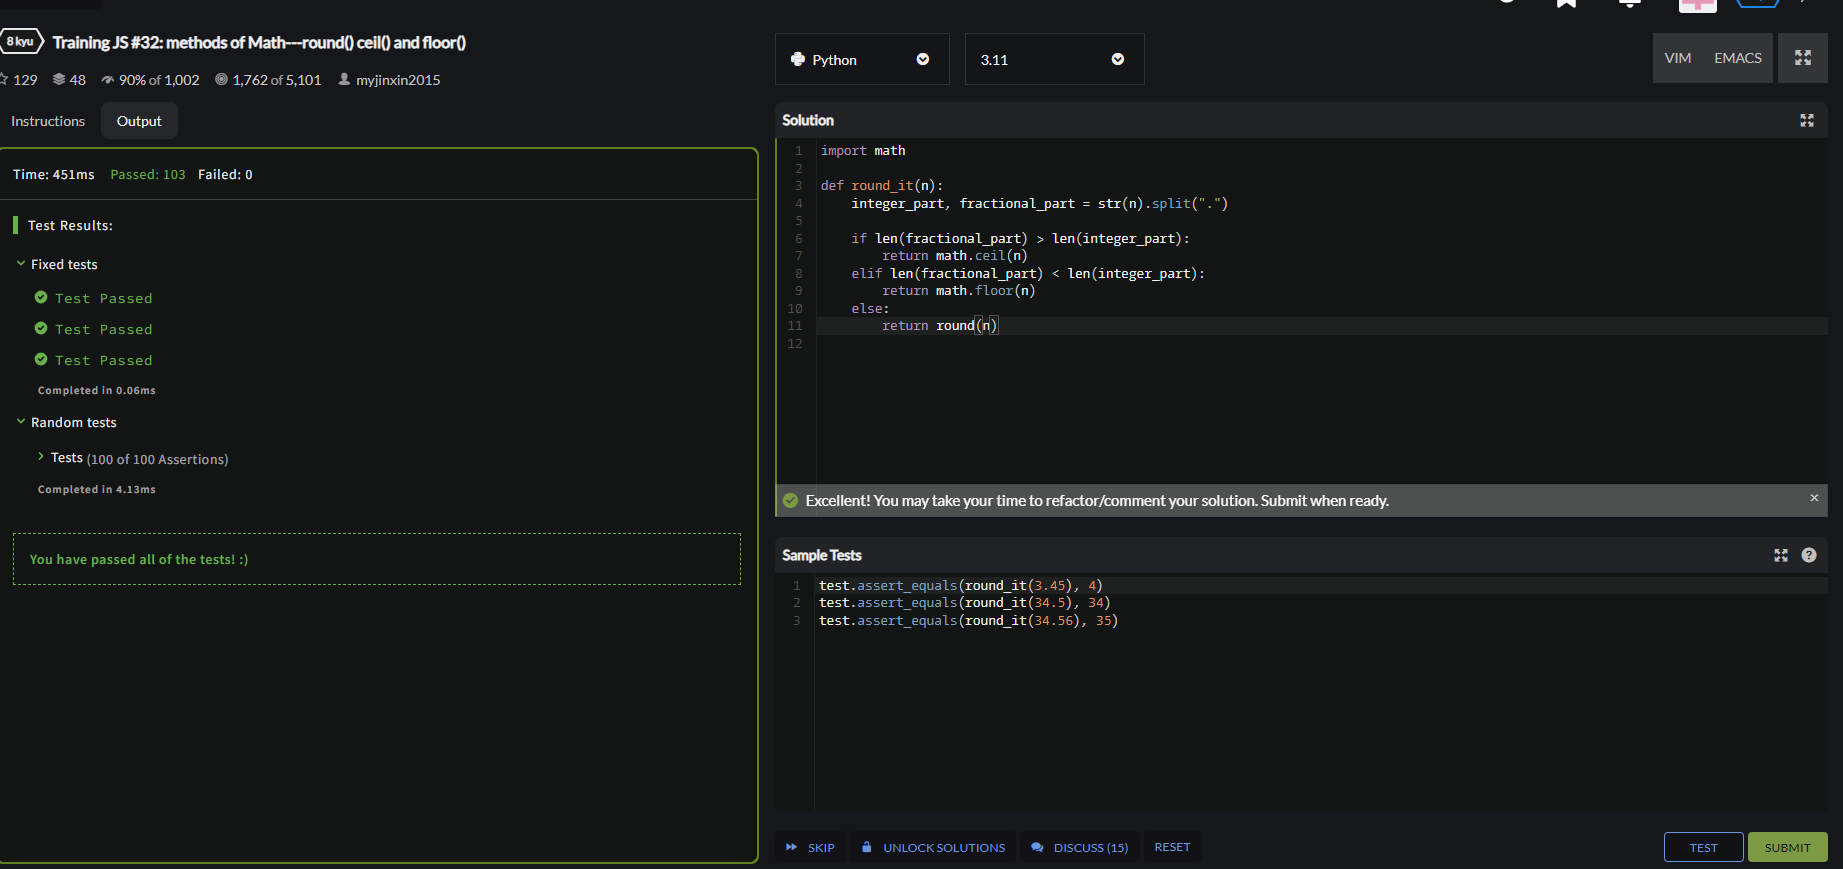 8 kyu Training JS #32: methods of Math---round() ceil() and floor()
129 48 90% of 1,002 1,762 of 5,101 myjinxin2015
Instructions Output
Time: 451ms Passed: 103 Failed: 0
Test Results:
Fixed tests
Test Passed
Test Passed
Test Passed
Completed in 0.06ms
Random tests
Tests (100 of 100 Assertions)
Completed in 4.13ms
You have passed all of the tests! :)
Python 3.11 VIM EMACS
Solution
1 import math
2
3 def round_it(n):
4 integer_part, fractional_part = str(n).split(".")
5
6 if len(fractional_part) > len(integer_part):
7 return math.ceil(n)
8 elif len(fractional_part) < len(integer_part):
9 return math.floor(n)
10 else:
11 return round(n)
12
Excellent! You may take your time to refactor/comment your solution. Submit when ready. ×
Sample Tests ?
1 test.assert_equals(round_it(3.45), 4)
2 test.assert_equals(round_it(34.5), 34)
3 test.assert_equals(round_it(34.56), 35)
SKIP UNLOCK SOLUTIONS DISCUSS (15) RESET TEST SUBMIT